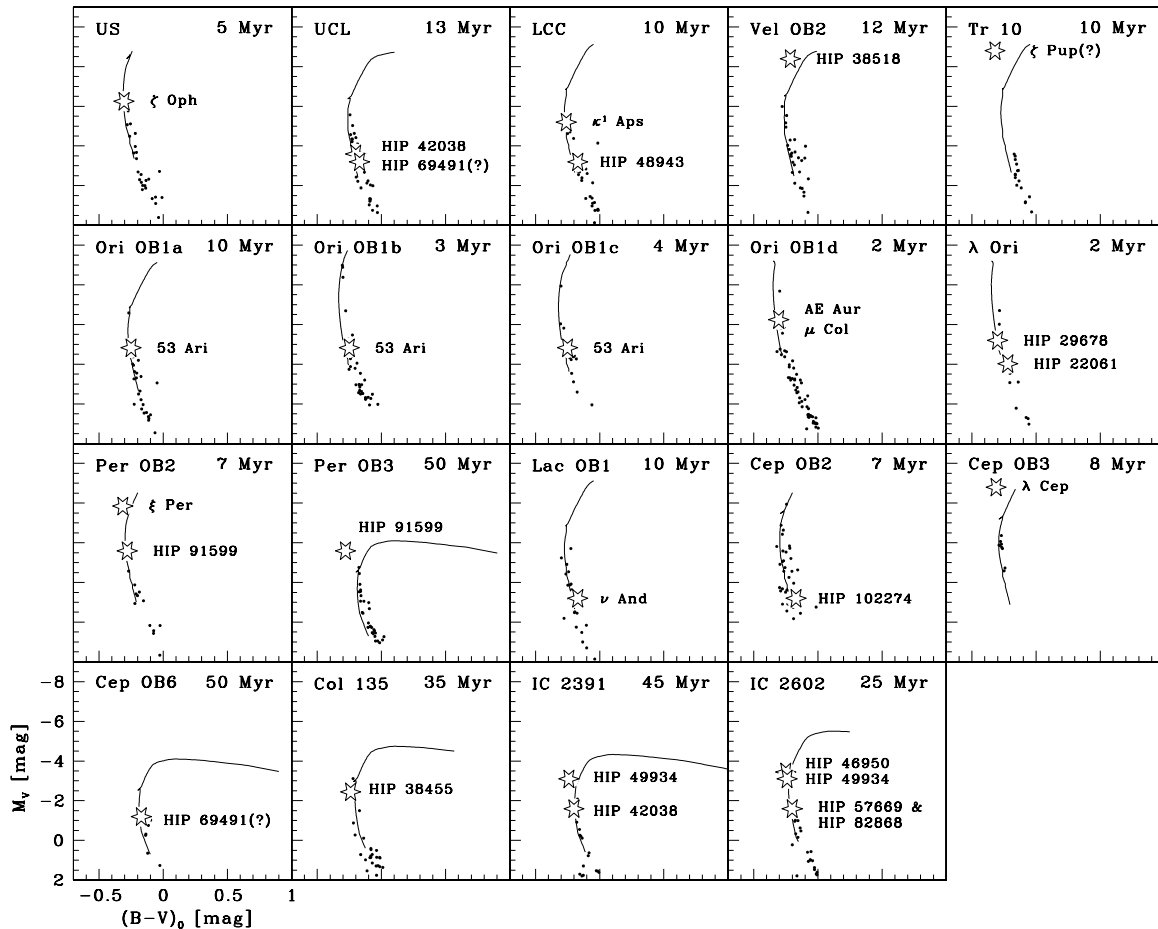 US 5 Myr
ζ Oph
UCL 13 Myr
HIP 42038
HIP 69491(?)
LCC 10 Myr
κ¹ Aps
HIP 48943
Vel OB2 12 Myr
HIP 38518
Tr 10 10 Myr
ζ Pup(?)
Ori OB1a 10 Myr
53 Ari
Ori OB1b 3 Myr
53 Ari
Ori OB1c 4 Myr
53 Ari
Ori OB1d 2 Myr
AE Aur
μ Col
λ Ori 2 Myr
HIP 29678
HIP 22061
Per OB2 7 Myr
ξ Per
HIP 91599
Per OB3 50 Myr
HIP 91599
Lac OB1 10 Myr
ν And
Cep OB2 7 Myr
HIP 102274
Cep OB3 8 Myr
λ Cep
Cep OB6 50 Myr
HIP 69491(?)
Col 135 35 Myr
HIP 38455
IC 2391 45 Myr
HIP 49934
HIP 42038
IC 2602 25 Myr
HIP 46950
HIP 49934
HIP 57669 &
HIP 82868
-8
-6
-4
-2
0
2
M_V [mag]
-0.5 0 0.5 1
(B-V)₀ [mag]